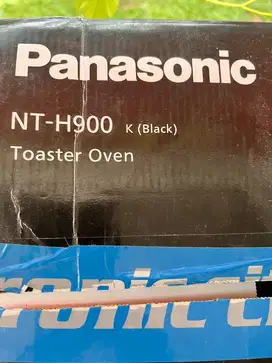 Panasonic
NT-H900 K (Black)
Toaster Oven